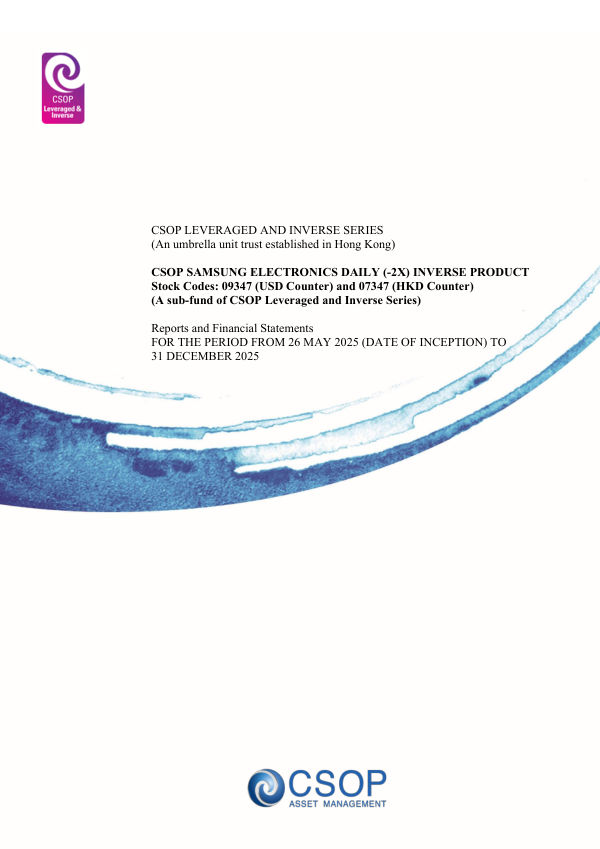 CSOP
Leveraged &
Inverse
CSOP LEVERAGED AND INVERSE SERIES
(An umbrella unit trust established in Hong Kong)
CSOP SAMSUNG ELECTRONICS DAILY (-2X) INVERSE PRODUCT
Stock Codes: 09347 (USD Counter) and 07347 (HKD Counter)
(A sub-fund of CSOP Leveraged and Inverse Series)
Reports and Financial Statements
FOR THE PERIOD FROM 26 MAY 2025 (DATE OF INCEPTION) TO
31 DECEMBER 2025
CSOP
ASSET MANAGEMENT